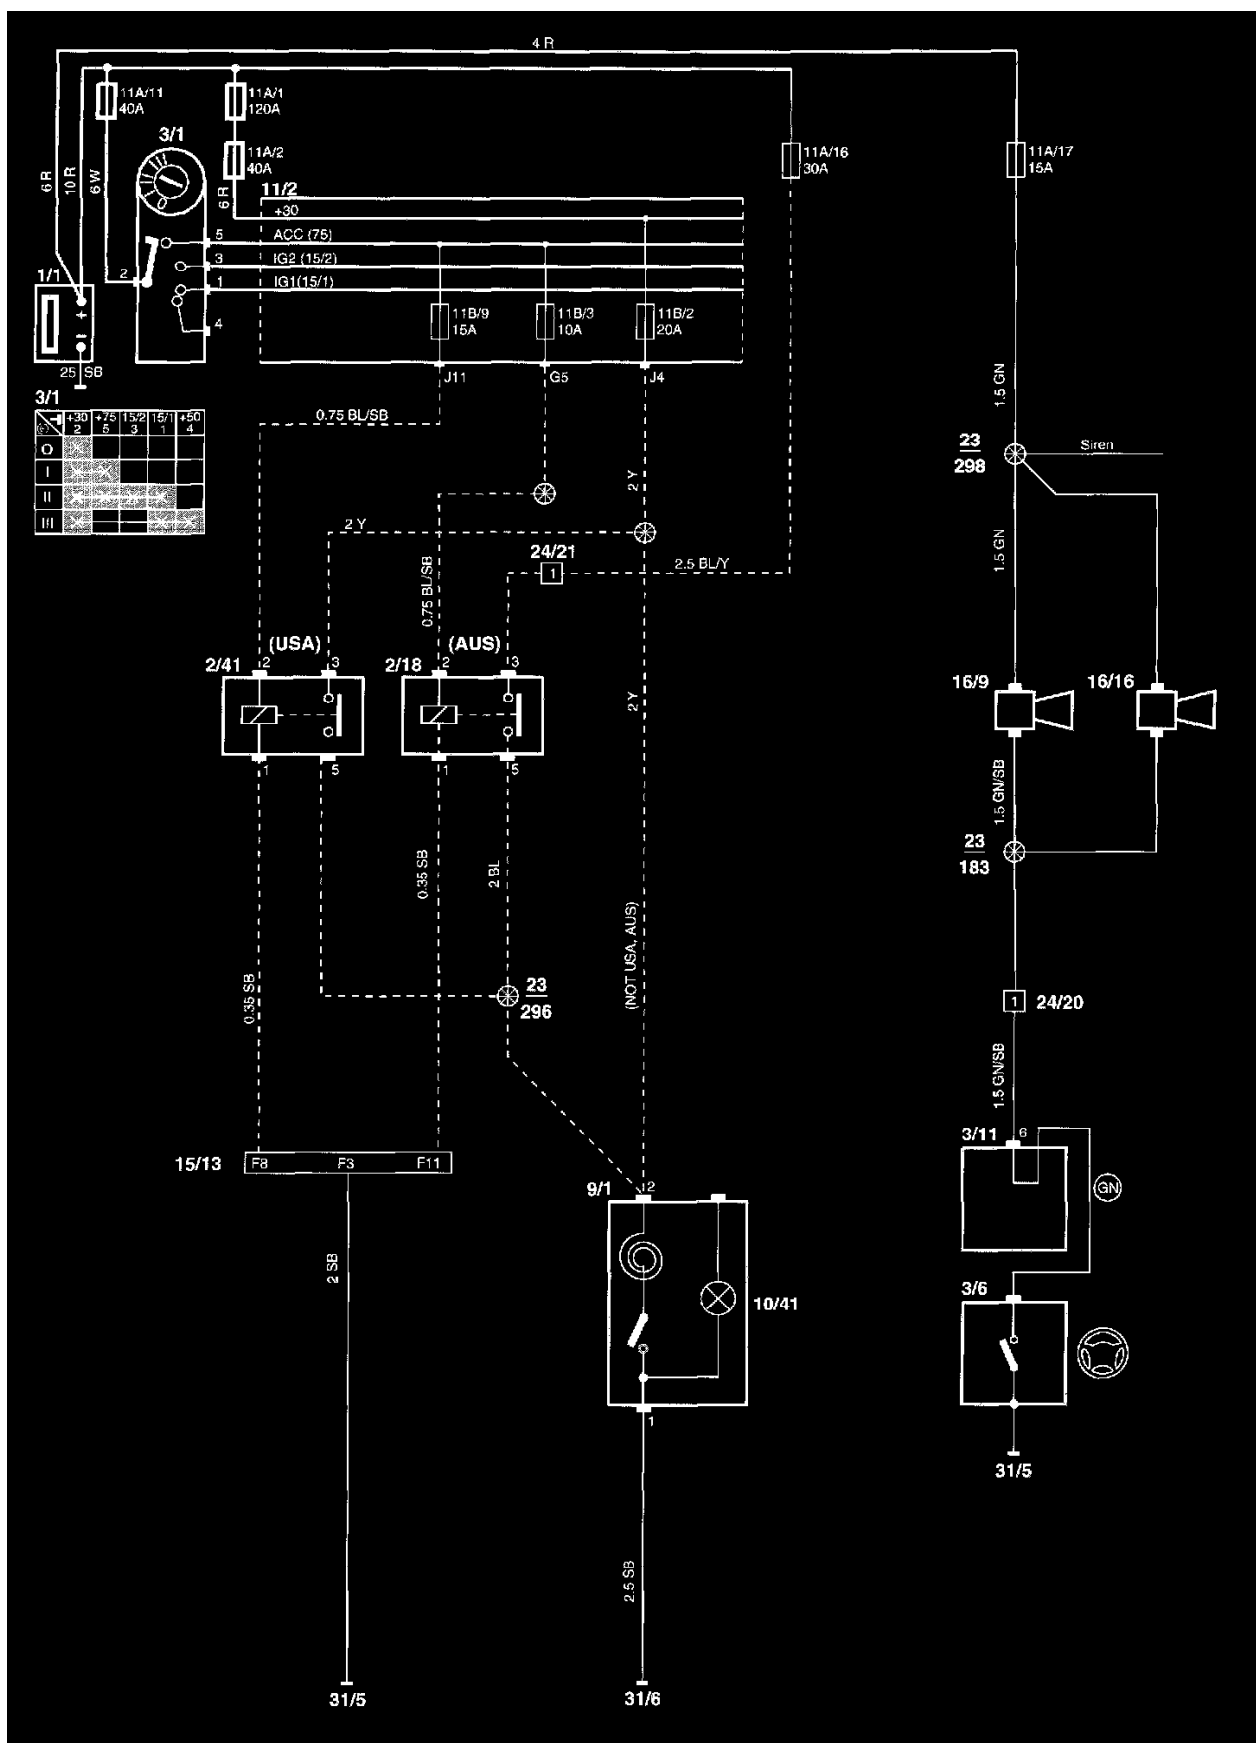 4 R
11A/11
40A
11A/1
120A
3/1
11A/2
40A
11A/16
30A
11A/17
15A
6 R
10 R
6 W
6 R
11/2
+30
O
5
ACC (75)
3
IG2 (15/2)
2
1
IG1(15/1)
1/1
+
−
4
11B/9
15A
11B/3
10A
11B/2
20A
25
SB
J11
G5
J4
3/1
+30
+75
15/2
15/1
+50
2
5
3
1
4
O
I
II
III
0.75 BL/SB
1.5 GN
23
298
Siren
2 Y
2 Y
24/21
1
2.5 BL/Y
1.5 GN
0.75 BL/SB
(USA)
(AUS)
2/41
2
3
2/18
2
3
16/9
16/16
2 Y
1
5
1
5
1.5 GN/SB
23
183
0.35 SB
2 BL
(NOT USA, AUS)
0.35 SB
23
296
1
24/20
1.5 GN/SB
3/11
6
15/13
F8
F3
F11
9/1
2
GN
2 SB
3/6
10/41
1
31/5
2.5 SB
31/5
31/6